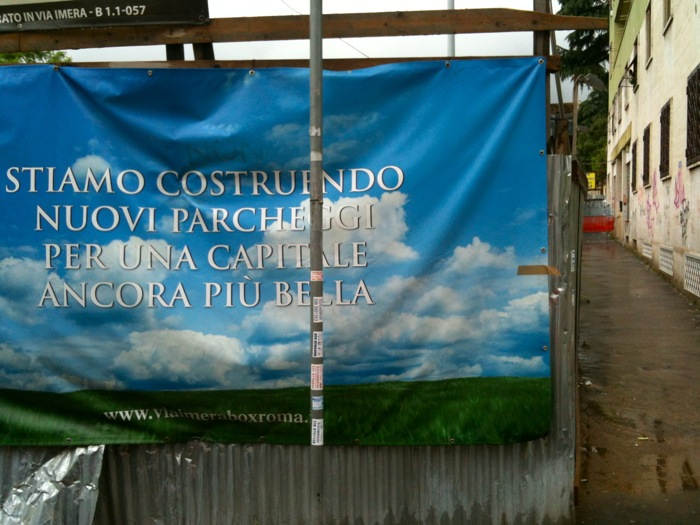 ATO IN VIA IMERA - B 1.1-057
STIAMO COSTRUENDO
NUOVI PARCHEGGI
PER UNA CAPITALE
ANCORA PIÙ BELLA
www.viaimeraboxroma.